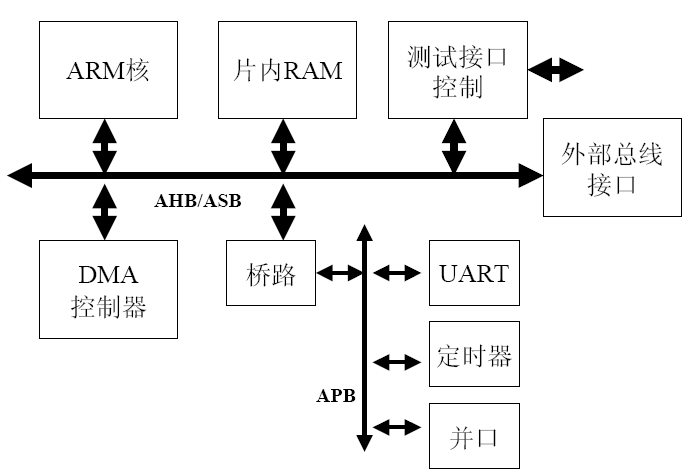 ARM核
片内RAM
测试接口
控制
外部总线
接口
AHB/ASB
DMA
控制器
桥路
UART
定时器
APB
并口